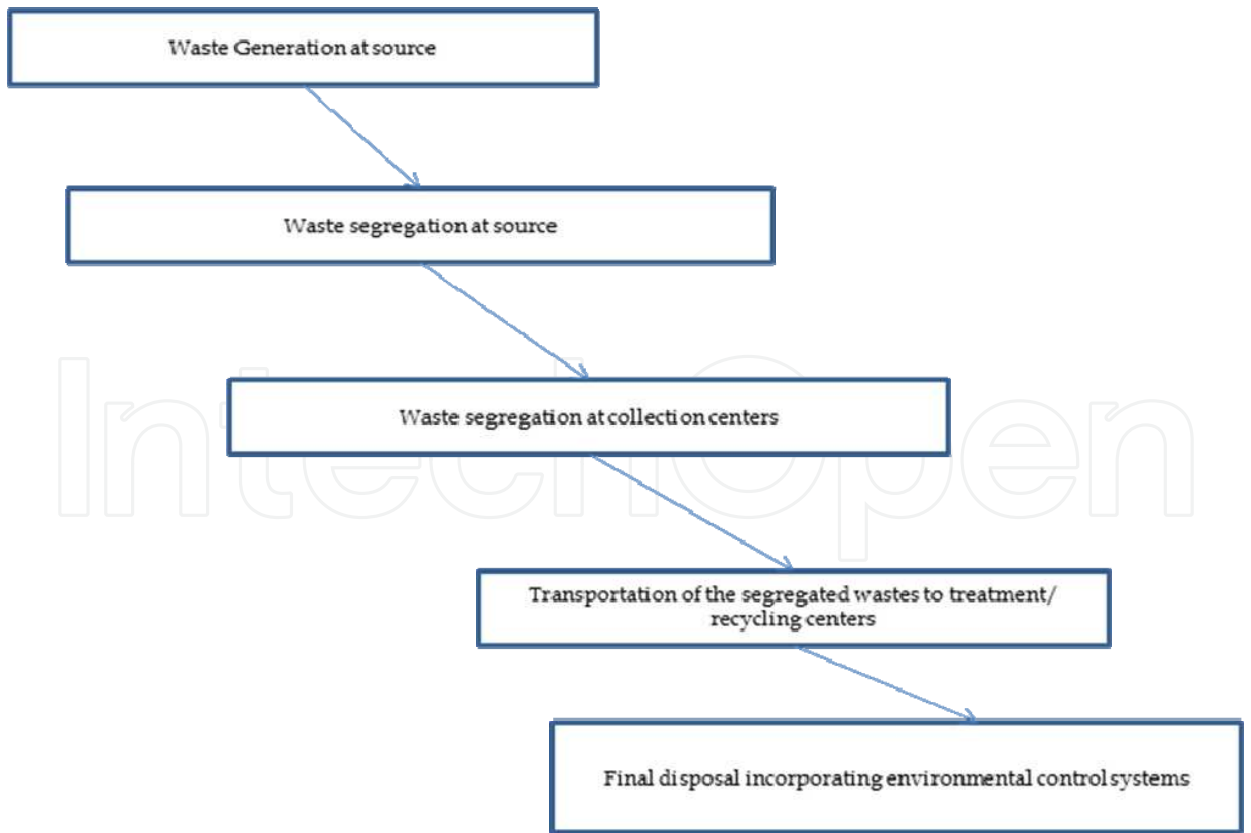 Waste Generation at source
Waste segregation at source
Waste segregation at collection centers
IntechOpen
Transportation of the segregated wastes to treatment/
recycling centers
Final disposal incorporating environmental control systems